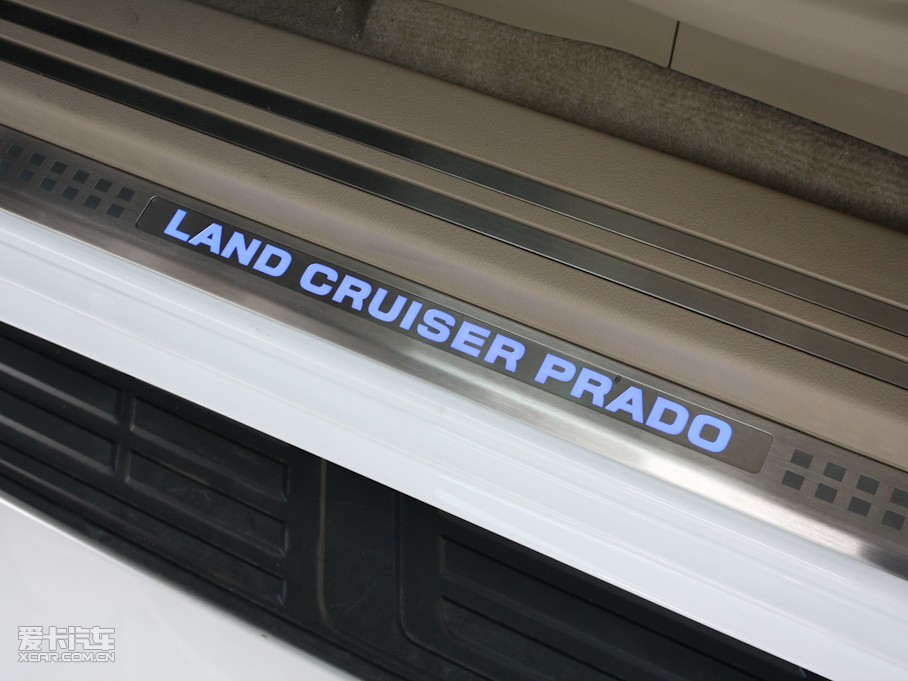 LAND CRUISER PRADO
爱卡汽车
XCAR.COM.CN